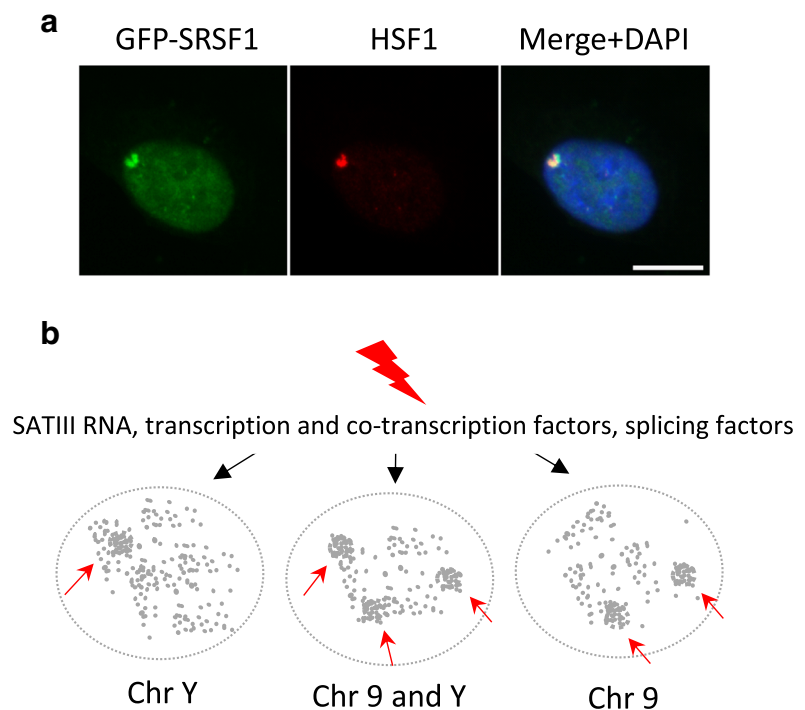 a
GFP-SRSF1 HSF1 Merge+DAPI
b
SATIII RNA, transcription and co-transcription factors, splicing factors
Chr Y Chr 9 and Y Chr 9